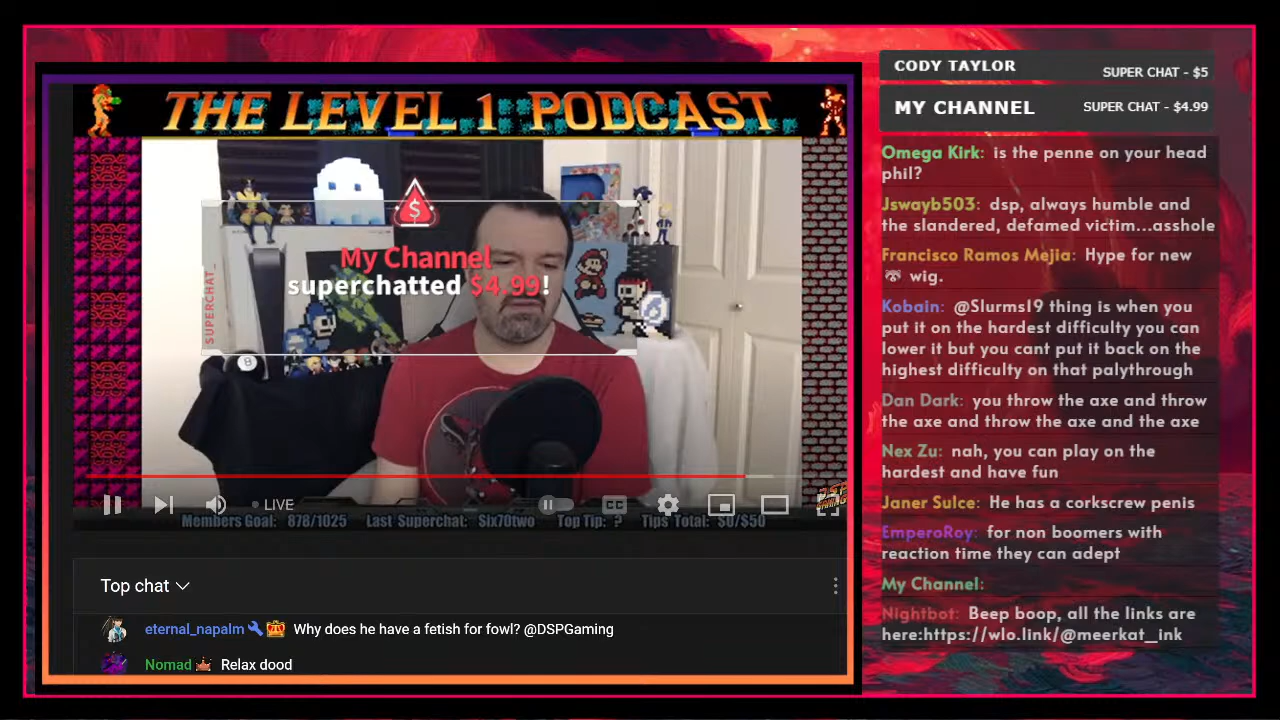 THE LEVEL 1 PODCAST
$
My Channel
superchatted $4.99!
SUPERCHAT_
8
LIVE
CC
Members Goal: 878/1025 Last Superchat: Six70two Top Tip: ? Tips Total: $0/$50
Top chat
eternal_napalm Why does he have a fetish for fowl? @DSPGaming
Nomad Relax dood
CODY TAYLOR SUPER CHAT - $5
MY CHANNEL SUPER CHAT - $4.99
Omega Kirk: is the penne on your head
phil?
Jswayb503: dsp, always humble and
the slandered, defamed victim...asshole
Francisco Ramos Mejia: Hype for new
🦝 wig.
Kobain: @Slurms19 thing is when you
put it on the hardest difficulty you can
lower it but you cant put it back on the
highest difficulty on that palythrough
Dan Dark: you throw the axe and throw
the axe and throw the axe and the axe
Nex Zu: nah, you can play on the
hardest and have fun
Janer Sulce: He has a corkscrew penis
EmperoRoy: for non boomers with
reaction time they can adept
My Channel:
Nightbot: Beep boop, all the links are
here:https://wlo.link/@meerkat_ink